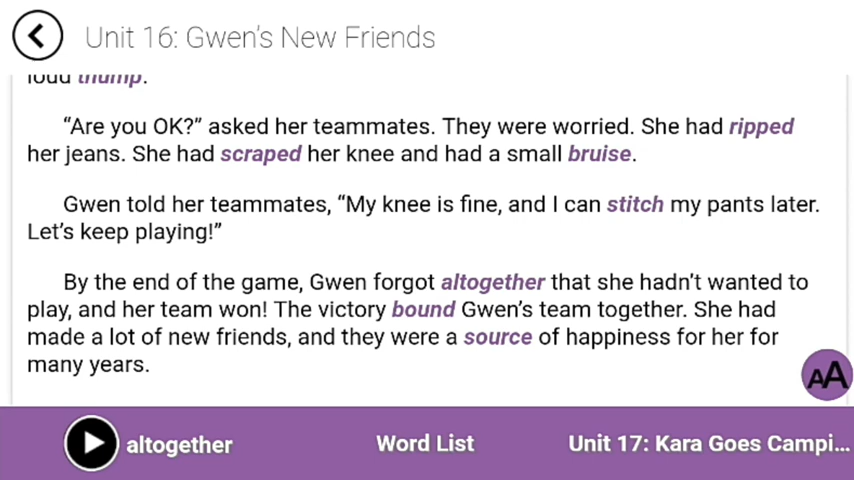 Unit 16: Gwen's New Friends
loud thump.
“Are you OK?” asked her teammates. They were worried. She had ripped
her jeans. She had scraped her knee and had a small bruise.
Gwen told her teammates, “My knee is fine, and I can stitch my pants later.
Let’s keep playing!”
By the end of the game, Gwen forgot altogether that she hadn’t wanted to
play, and her team won! The victory bound Gwen’s team together. She had
made a lot of new friends, and they were a source of happiness for her for
many years.
AA
altogether
Word List
Unit 17: Kara Goes Campi...